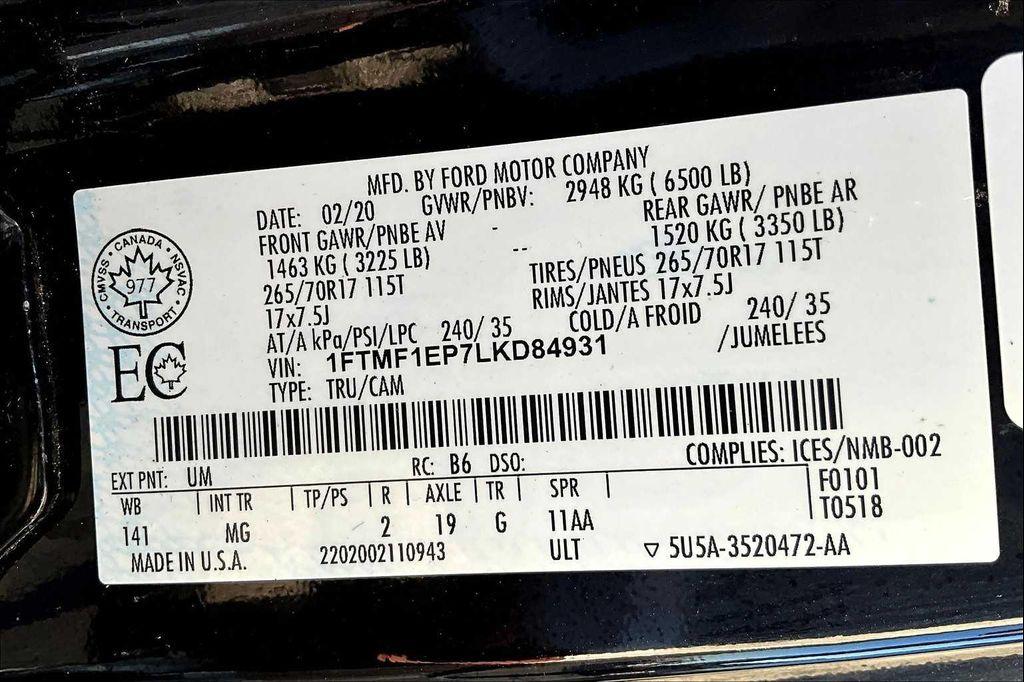 MFD. BY FORD MOTOR COMPANY
DATE: 02/20 GVWR/PNBV: 2948 KG ( 6500 LB)
FRONT GAWR/PNBE AV - REAR GAWR/ PNBE AR
1463 KG ( 3225 LB) -- 1520 KG ( 3350 LB)
265/70R17 115T TIRES/PNEUS 265/70R17 115T
17x7.5J RIMS/JANTES 17x7.5J
AT/A kPa/PSI/LPC 240/ 35 COLD/A FROID 240/ 35
VIN: 1FTMF1EP7LKD84931 /JUMELEES
TYPE: TRU/CAM
CANADA • NSVAC • TRANSPORT • CMVSS •
977
EC
EXT PNT: UM RC: B6 DSO: COMPLIES: ICES/NMB-002
WB | INT TR | TP/PS | R | AXLE | TR | SPR | F0101
141 MG 2 19 G 11AA T0518
MADE IN U.S.A. 2202002110943 ULT ▽ 5U5A-3520472-AA